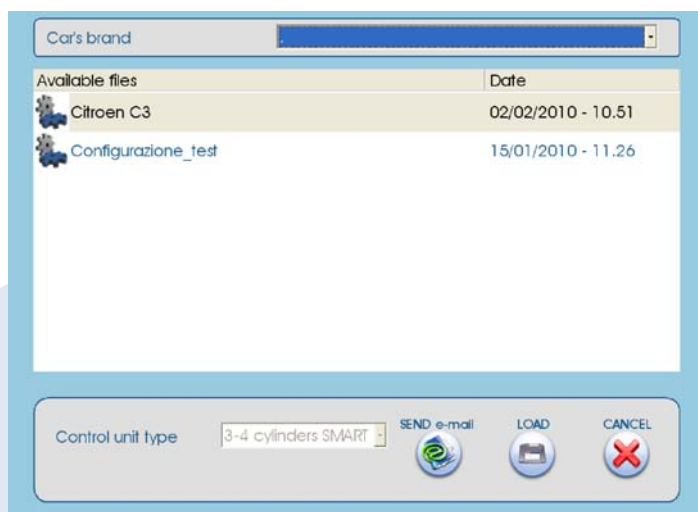 Car's brand
Available files Date
Citroen C3 02/02/2010 - 10.51
Configurazione_test 15/01/2010 - 11.26
Control unit type 3-4 cylinders SMART SEND e-mail LOAD CANCEL